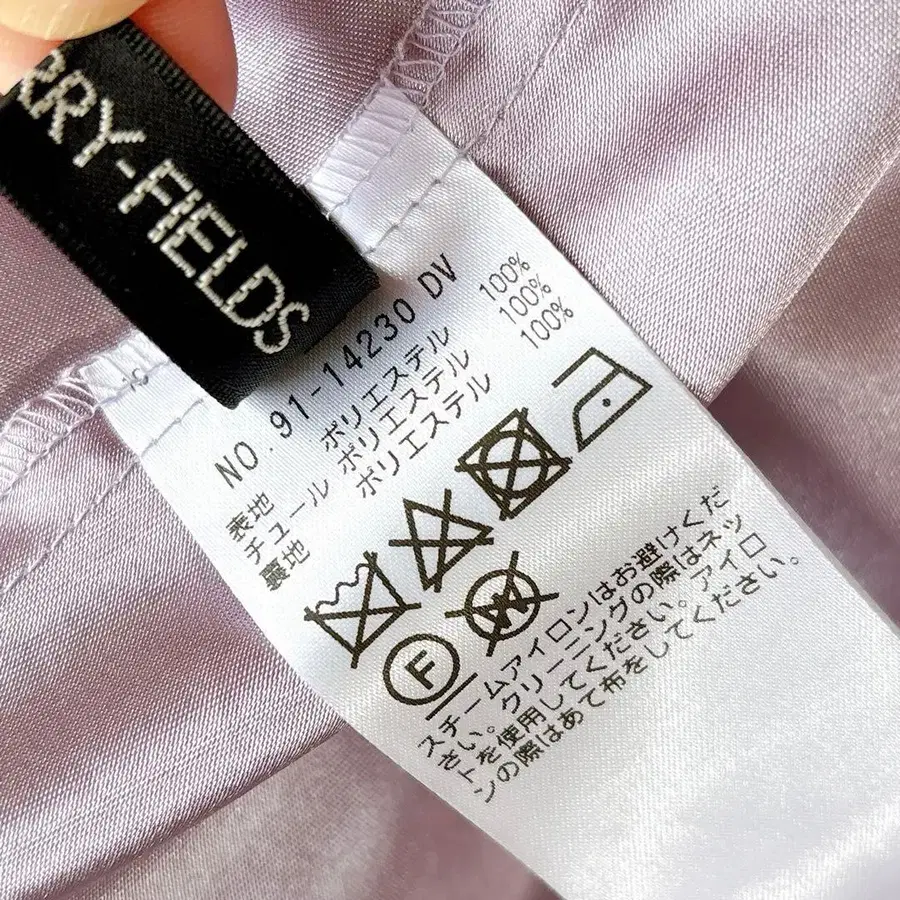 RRY-FIELDS
NO.91-14230 DV
表地 ポリエステル 100%
チュール ポリエステル 100%
裏地 ポリエステル 100%
F
W
スチームアイロンはお避けくだ
さい。クリーニングの際はネッ
トを使用してください。アイロ
ンの際はあて布をしてください。